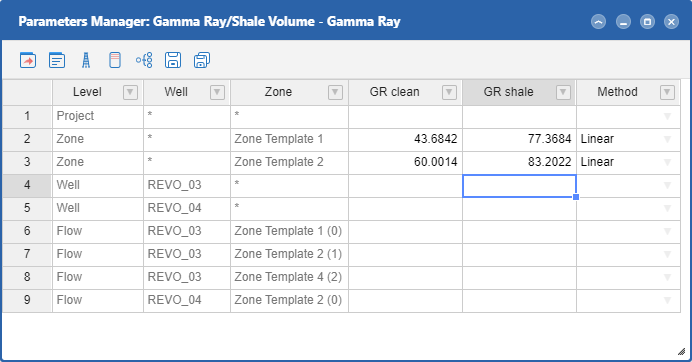 Parameters Manager: Gamma Ray/Shale Volume - Gamma Ray
Level Well Zone GR clean GR shale Method
1 Project * *
2 Zone * Zone Template 1 43.6842 77.3684 Linear
3 Zone * Zone Template 2 60.0014 83.2022 Linear
4 Well REVO_03 *
5 Well REVO_04 *
6 Flow REVO_03 Zone Template 1 (0)
7 Flow REVO_03 Zone Template 2 (1)
8 Flow REVO_03 Zone Template 4 (2)
9 Flow REVO_04 Zone Template 2 (0)